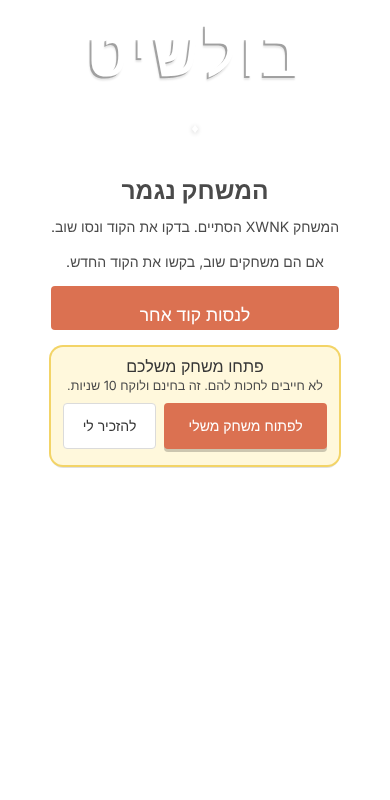 בולשיט
המשחק נגמר
המשחק XWNK הסתיים. בדקו את הקוד ונסו שוב.
אם הם משחקים שוב, בקשו את הקוד החדש.
לנסות קוד אחר
פתחו משחק משלכם
לא חייבים לחכות להם. זה בחינם ולוקח 10 שניות.
לפתוח משחק משלי
להזכיר לי